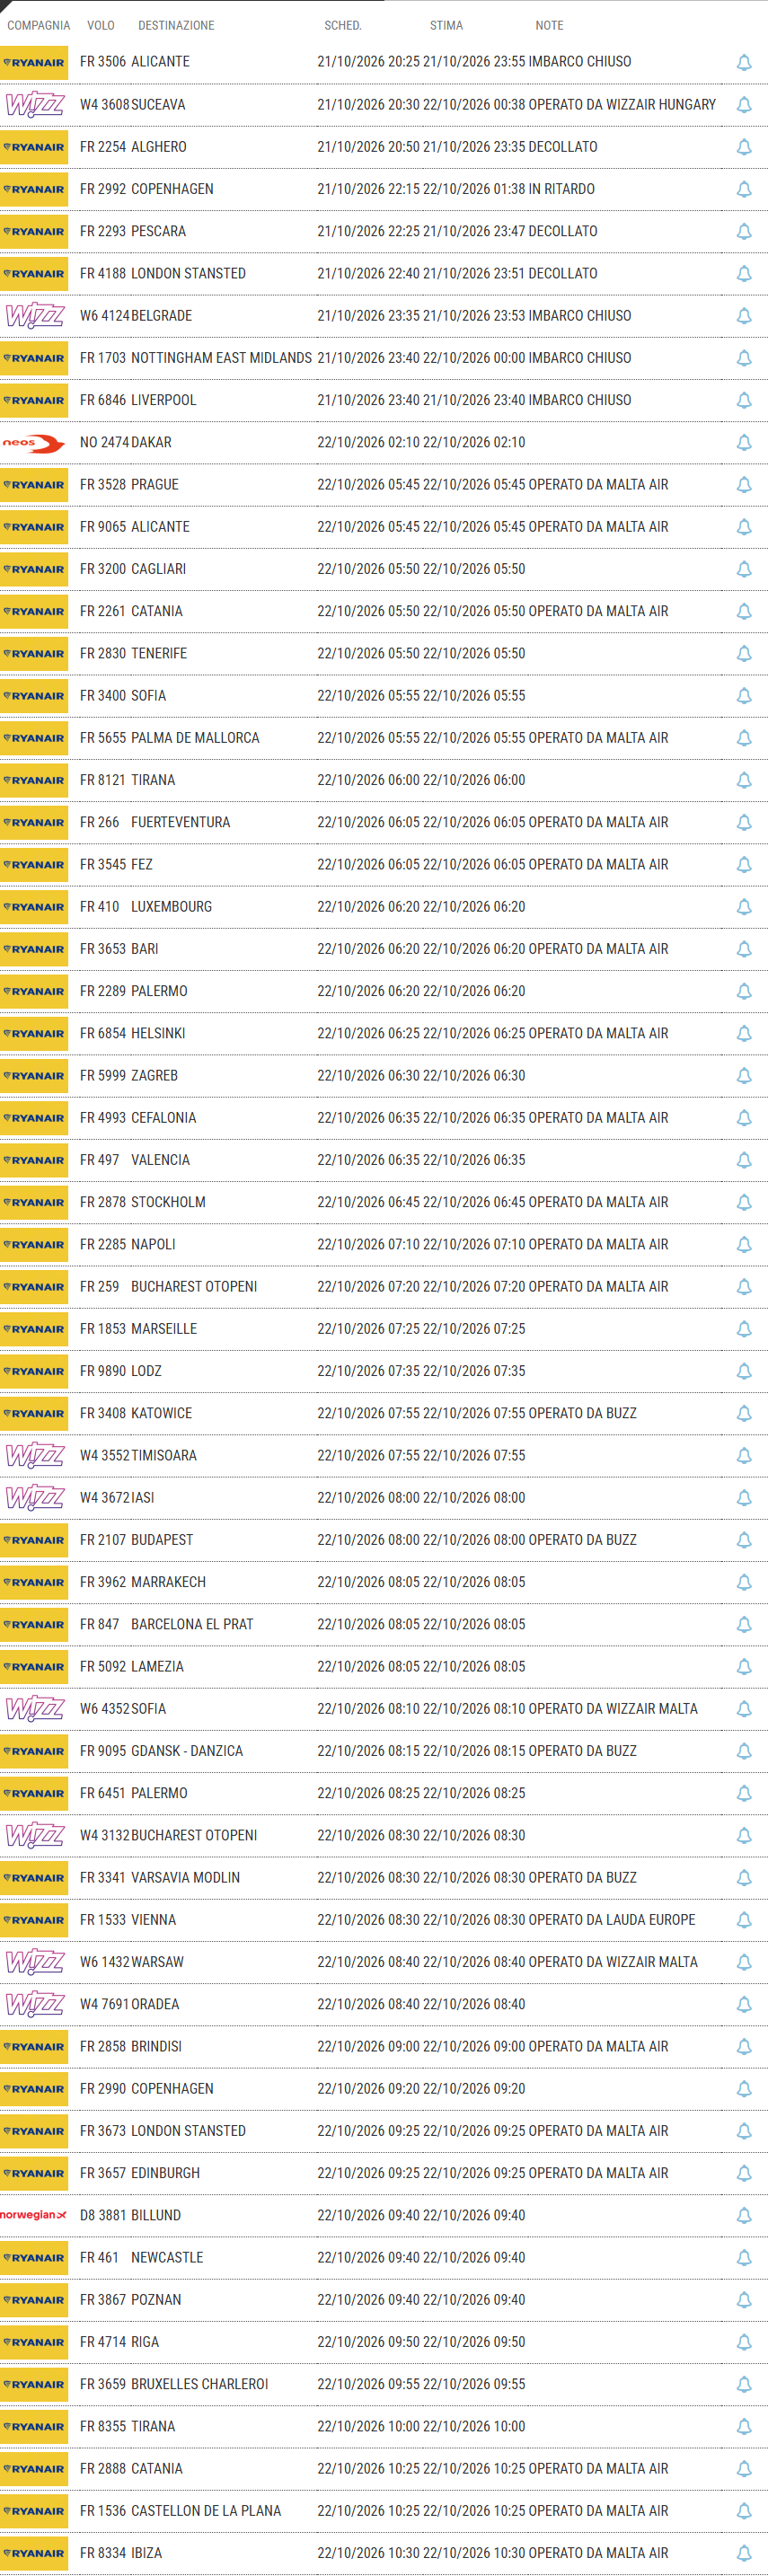 COMPAGNIA VOLO DESTINAZIONE SCHED. STIMA NOTE
RYANAIR FR 3506 ALICANTE 21/10/2026 20:25 21/10/2026 23:55 IMBARCO CHIUSO
WIZZ W4 3608 SUCEAVA 21/10/2026 20:30 22/10/2026 00:38 OPERATO DA WIZZAIR HUNGARY
RYANAIR FR 2254 ALGHERO 21/10/2026 20:50 21/10/2026 23:35 DECOLLATO
RYANAIR FR 2992 COPENHAGEN 21/10/2026 22:15 22/10/2026 01:38 IN RITARDO
RYANAIR FR 2293 PESCARA 21/10/2026 22:25 21/10/2026 23:47 DECOLLATO
RYANAIR FR 4188 LONDON STANSTED 21/10/2026 22:40 21/10/2026 23:51 DECOLLATO
WIZZ W6 4124 BELGRADE 21/10/2026 23:35 21/10/2026 23:53 IMBARCO CHIUSO
RYANAIR FR 1703 NOTTINGHAM EAST MIDLANDS 21/10/2026 23:40 22/10/2026 00:00 IMBARCO CHIUSO
RYANAIR FR 6846 LIVERPOOL 21/10/2026 23:40 21/10/2026 23:40 IMBARCO CHIUSO
neos NO 2474 DAKAR 22/10/2026 02:10 22/10/2026 02:10
RYANAIR FR 3528 PRAGUE 22/10/2026 05:45 22/10/2026 05:45 OPERATO DA MALTA AIR
RYANAIR FR 9065 ALICANTE 22/10/2026 05:45 22/10/2026 05:45 OPERATO DA MALTA AIR
RYANAIR FR 3200 CAGLIARI 22/10/2026 05:50 22/10/2026 05:50
RYANAIR FR 2261 CATANIA 22/10/2026 05:50 22/10/2026 05:50 OPERATO DA MALTA AIR
RYANAIR FR 2830 TENERIFE 22/10/2026 05:50 22/10/2026 05:50
RYANAIR FR 3400 SOFIA 22/10/2026 05:55 22/10/2026 05:55
RYANAIR FR 5655 PALMA DE MALLORCA 22/10/2026 05:55 22/10/2026 05:55 OPERATO DA MALTA AIR
RYANAIR FR 8121 TIRANA 22/10/2026 06:00 22/10/2026 06:00
RYANAIR FR 266 FUERTEVENTURA 22/10/2026 06:05 22/10/2026 06:05 OPERATO DA MALTA AIR
RYANAIR FR 3545 FEZ 22/10/2026 06:05 22/10/2026 06:05 OPERATO DA MALTA AIR
RYANAIR FR 410 LUXEMBOURG 22/10/2026 06:20 22/10/2026 06:20
RYANAIR FR 3653 BARI 22/10/2026 06:20 22/10/2026 06:20 OPERATO DA MALTA AIR
RYANAIR FR 2289 PALERMO 22/10/2026 06:20 22/10/2026 06:20
RYANAIR FR 6854 HELSINKI 22/10/2026 06:25 22/10/2026 06:25 OPERATO DA MALTA AIR
RYANAIR FR 5999 ZAGREB 22/10/2026 06:30 22/10/2026 06:30
RYANAIR FR 4993 CEFALONIA 22/10/2026 06:35 22/10/2026 06:35 OPERATO DA MALTA AIR
RYANAIR FR 497 VALENCIA 22/10/2026 06:35 22/10/2026 06:35
RYANAIR FR 2878 STOCKHOLM 22/10/2026 06:45 22/10/2026 06:45 OPERATO DA MALTA AIR
RYANAIR FR 2285 NAPOLI 22/10/2026 07:10 22/10/2026 07:10 OPERATO DA MALTA AIR
RYANAIR FR 259 BUCHAREST OTOPENI 22/10/2026 07:20 22/10/2026 07:20 OPERATO DA MALTA AIR
RYANAIR FR 1853 MARSEILLE 22/10/2026 07:25 22/10/2026 07:25
RYANAIR FR 9890 LODZ 22/10/2026 07:35 22/10/2026 07:35
RYANAIR FR 3408 KATOWICE 22/10/2026 07:55 22/10/2026 07:55 OPERATO DA BUZZ
WIZZ W4 3552 TIMISOARA 22/10/2026 07:55 22/10/2026 07:55
WIZZ W4 3672 IASI 22/10/2026 08:00 22/10/2026 08:00
RYANAIR FR 2107 BUDAPEST 22/10/2026 08:00 22/10/2026 08:00 OPERATO DA BUZZ
RYANAIR FR 3962 MARRAKECH 22/10/2026 08:05 22/10/2026 08:05
RYANAIR FR 847 BARCELONA EL PRAT 22/10/2026 08:05 22/10/2026 08:05
RYANAIR FR 5092 LAMEZIA 22/10/2026 08:05 22/10/2026 08:05
WIZZ W6 4352 SOFIA 22/10/2026 08:10 22/10/2026 08:10 OPERATO DA WIZZAIR MALTA
RYANAIR FR 9095 GDANSK - DANZICA 22/10/2026 08:15 22/10/2026 08:15 OPERATO DA BUZZ
RYANAIR FR 6451 PALERMO 22/10/2026 08:25 22/10/2026 08:25
WIZZ W4 3132 BUCHAREST OTOPENI 22/10/2026 08:30 22/10/2026 08:30
RYANAIR FR 3341 VARSAVIA MODLIN 22/10/2026 08:30 22/10/2026 08:30 OPERATO DA BUZZ
RYANAIR FR 1533 VIENNA 22/10/2026 08:30 22/10/2026 08:30 OPERATO DA LAUDA EUROPE
WIZZ W6 1432 WARSAW 22/10/2026 08:40 22/10/2026 08:40 OPERATO DA WIZZAIR MALTA
WIZZ W4 7691 ORADEA 22/10/2026 08:40 22/10/2026 08:40
RYANAIR FR 2858 BRINDISI 22/10/2026 09:00 22/10/2026 09:00 OPERATO DA MALTA AIR
RYANAIR FR 2990 COPENHAGEN 22/10/2026 09:20 22/10/2026 09:20
RYANAIR FR 3673 LONDON STANSTED 22/10/2026 09:25 22/10/2026 09:25 OPERATO DA MALTA AIR
RYANAIR FR 3657 EDINBURGH 22/10/2026 09:25 22/10/2026 09:25 OPERATO DA MALTA AIR
norwegian D8 3881 BILLUND 22/10/2026 09:40 22/10/2026 09:40
RYANAIR FR 461 NEWCASTLE 22/10/2026 09:40 22/10/2026 09:40
RYANAIR FR 3867 POZNAN 22/10/2026 09:40 22/10/2026 09:40
RYANAIR FR 4714 RIGA 22/10/2026 09:50 22/10/2026 09:50
RYANAIR FR 3659 BRUXELLES CHARLEROI 22/10/2026 09:55 22/10/2026 09:55
RYANAIR FR 8355 TIRANA 22/10/2026 10:00 22/10/2026 10:00
RYANAIR FR 2888 CATANIA 22/10/2026 10:25 22/10/2026 10:25 OPERATO DA MALTA AIR
RYANAIR FR 1536 CASTELLON DE LA PLANA 22/10/2026 10:25 22/10/2026 10:25 OPERATO DA MALTA AIR
RYANAIR FR 8334 IBIZA 22/10/2026 10:30 22/10/2026 10:30 OPERATO DA MALTA AIR